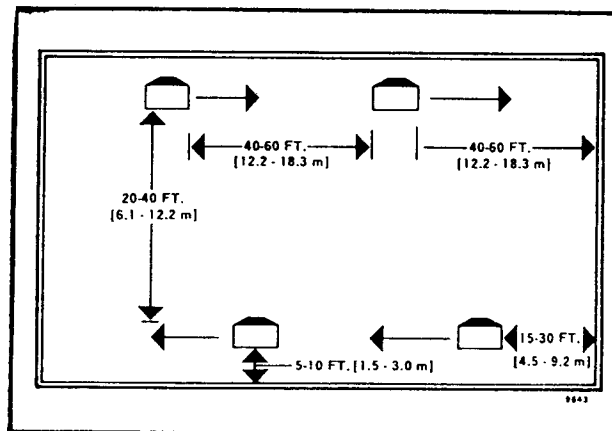 40-60 FT.
[12.2 - 18.3 m]
40-60 FT.
[12.2 - 18.3 m]
20-40 FT.
[6.1 - 12.2 m]
15-30 FT.
[4.5 - 9.2 m]
5-10 FT. [1.5 - 3.0 m]
9643